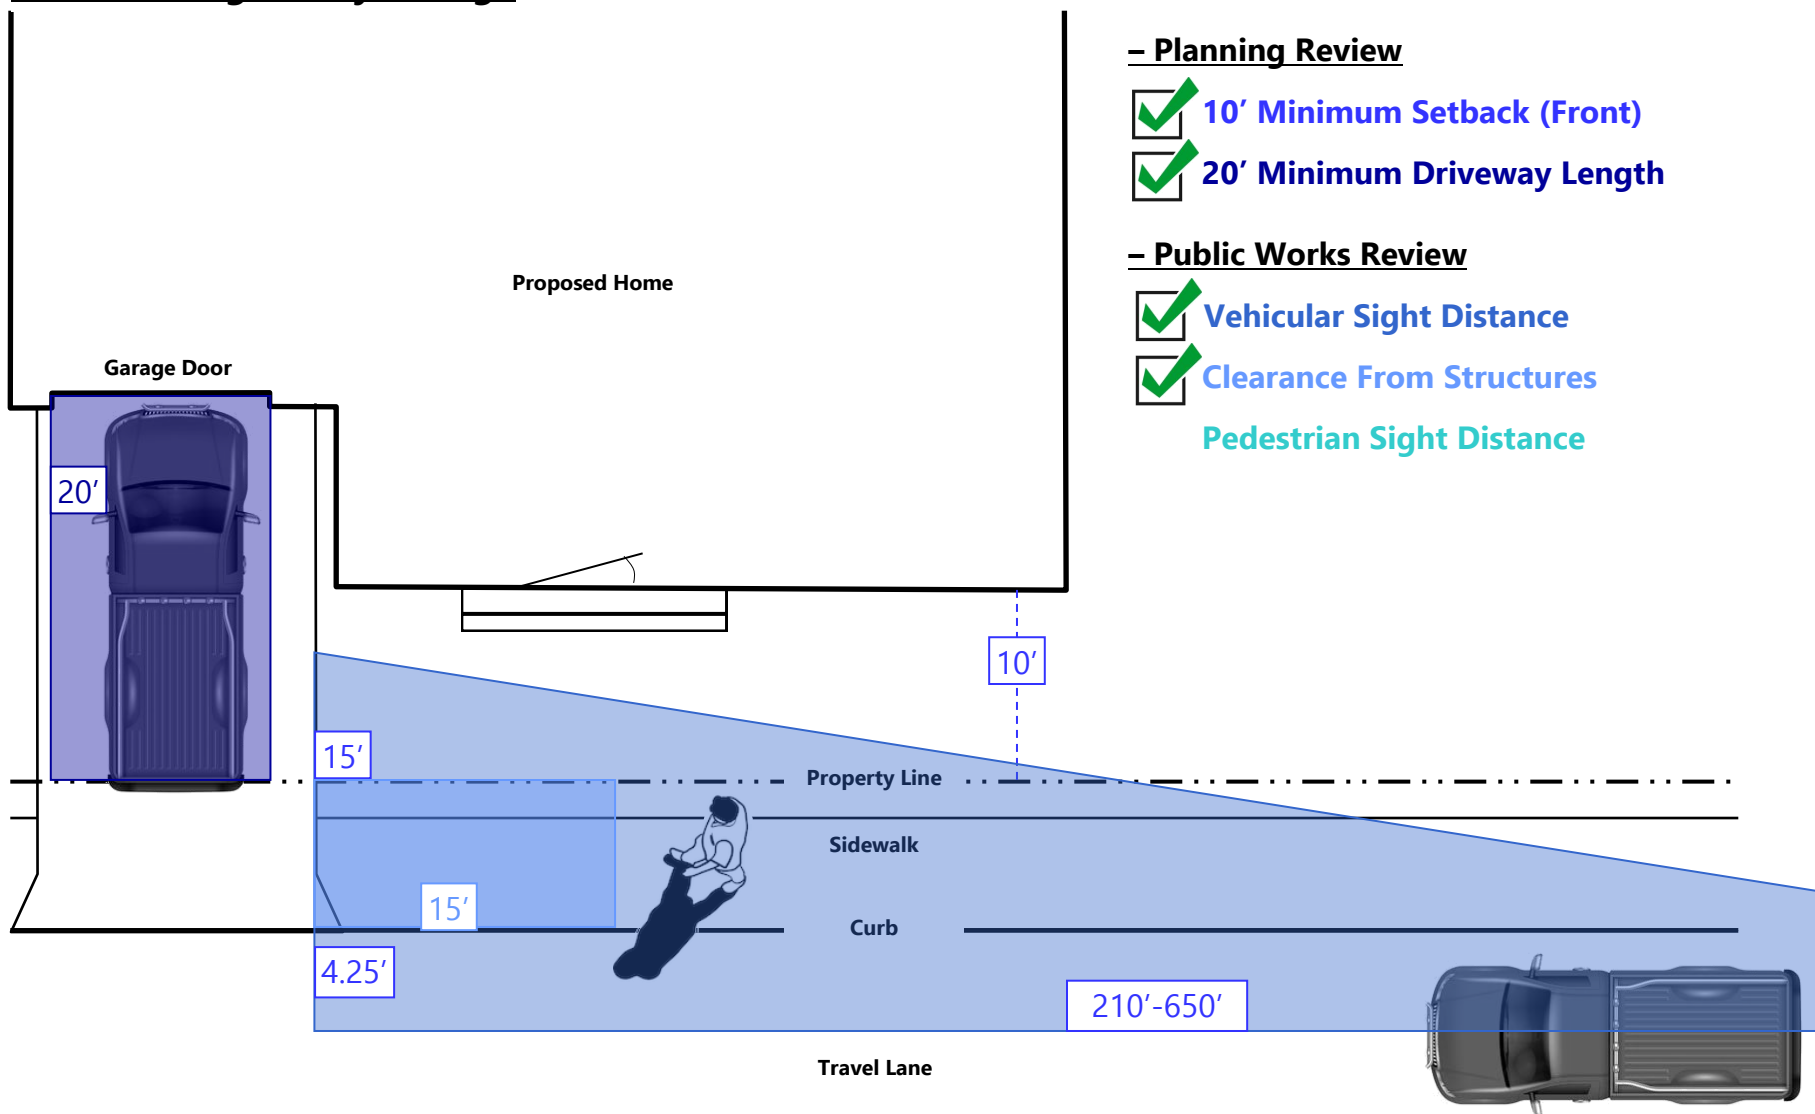 – Planning Review
10’ Minimum Setback (Front)
20’ Minimum Driveway Length
– Public Works Review
Vehicular Sight Distance
Clearance From Structures
Pedestrian Sight Distance
Proposed Home
Garage Door
20’
10’
15’
Property Line
Sidewalk
15’
Curb
4.25’
210’-650’
Travel Lane